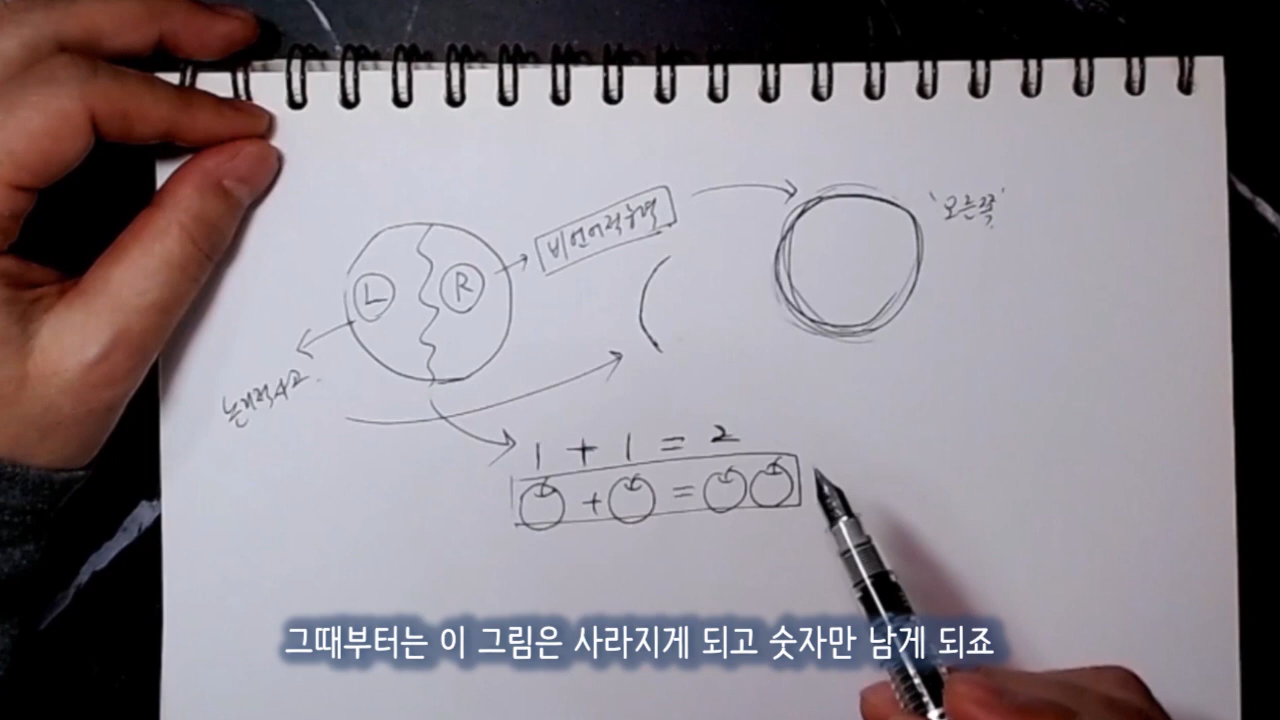 비언어적능력
'오른쪽'
L
R
논리적사고
1 + 1 = 2
+ =
그때부터는 이 그림은 사라지게 되고 숫자만 남게 되죠